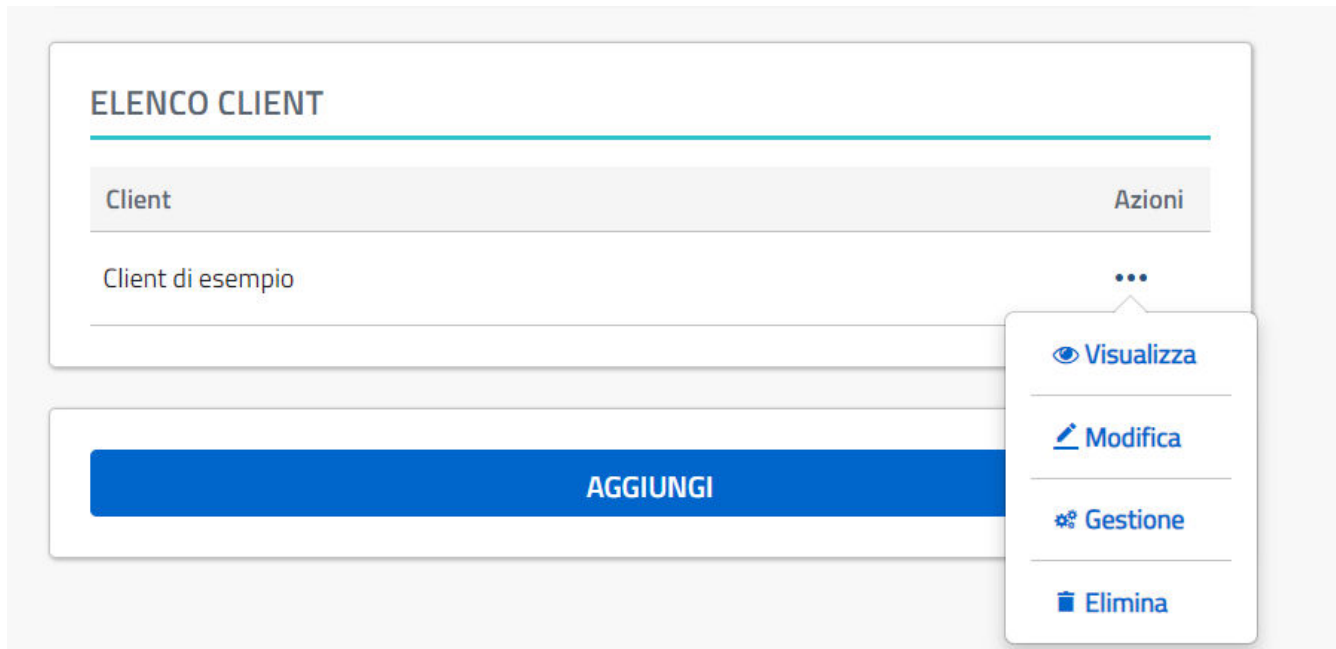 ELENCO CLIENT
Client Azioni
Client di esempio
Visualizza
Modifica
AGGIUNGI
Gestione
Elimina